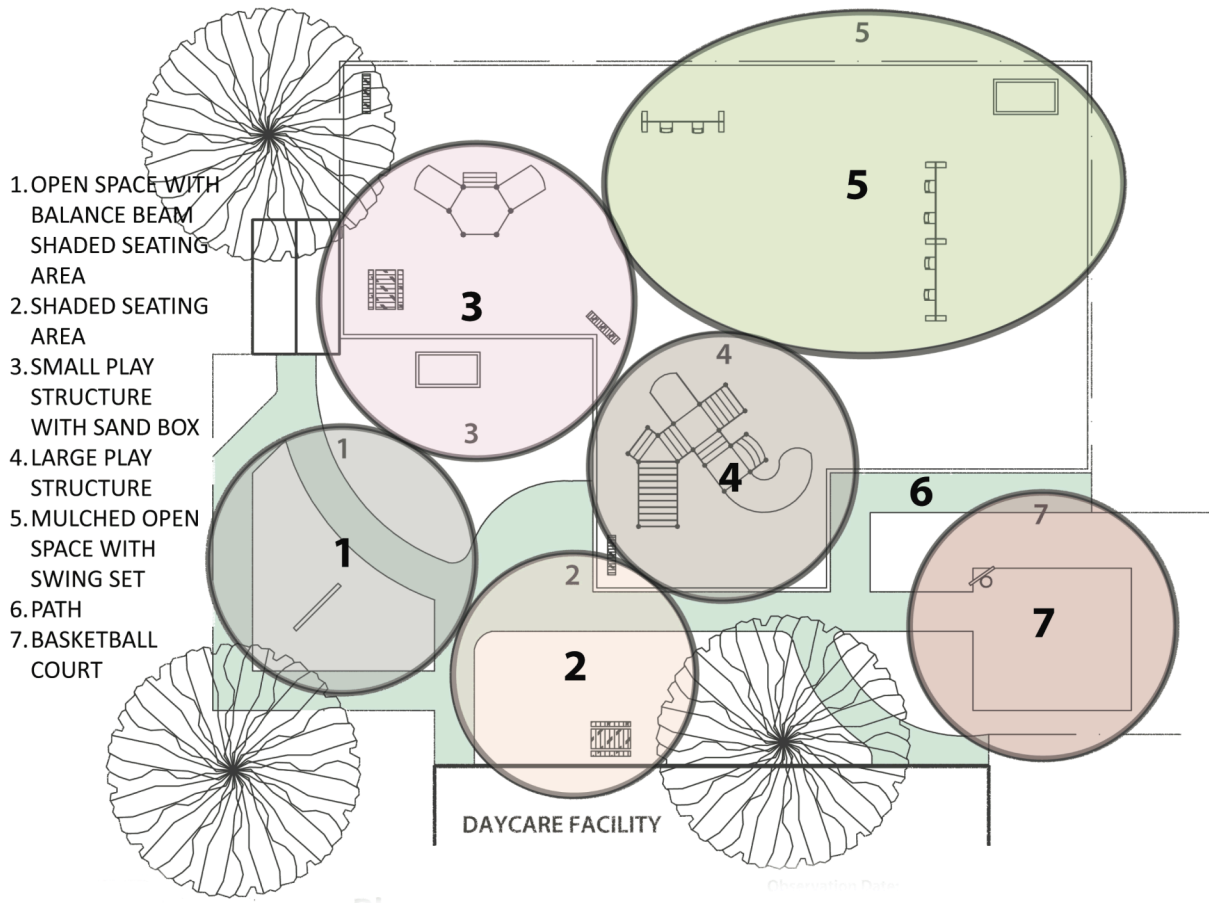 5
5
1. OPEN SPACE WITH
BALANCE BEAM
SHADED SEATING
AREA
2. SHADED SEATING
AREA
3. SMALL PLAY
STRUCTURE
WITH SAND BOX
4. LARGE PLAY
STRUCTURE
5. MULCHED OPEN
SPACE WITH
SWING SET
6. PATH
7. BASKETBALL
COURT
3
3
4
4
1
1
6
7
7
2
2
DAYCARE FACILITY
Observation Date: